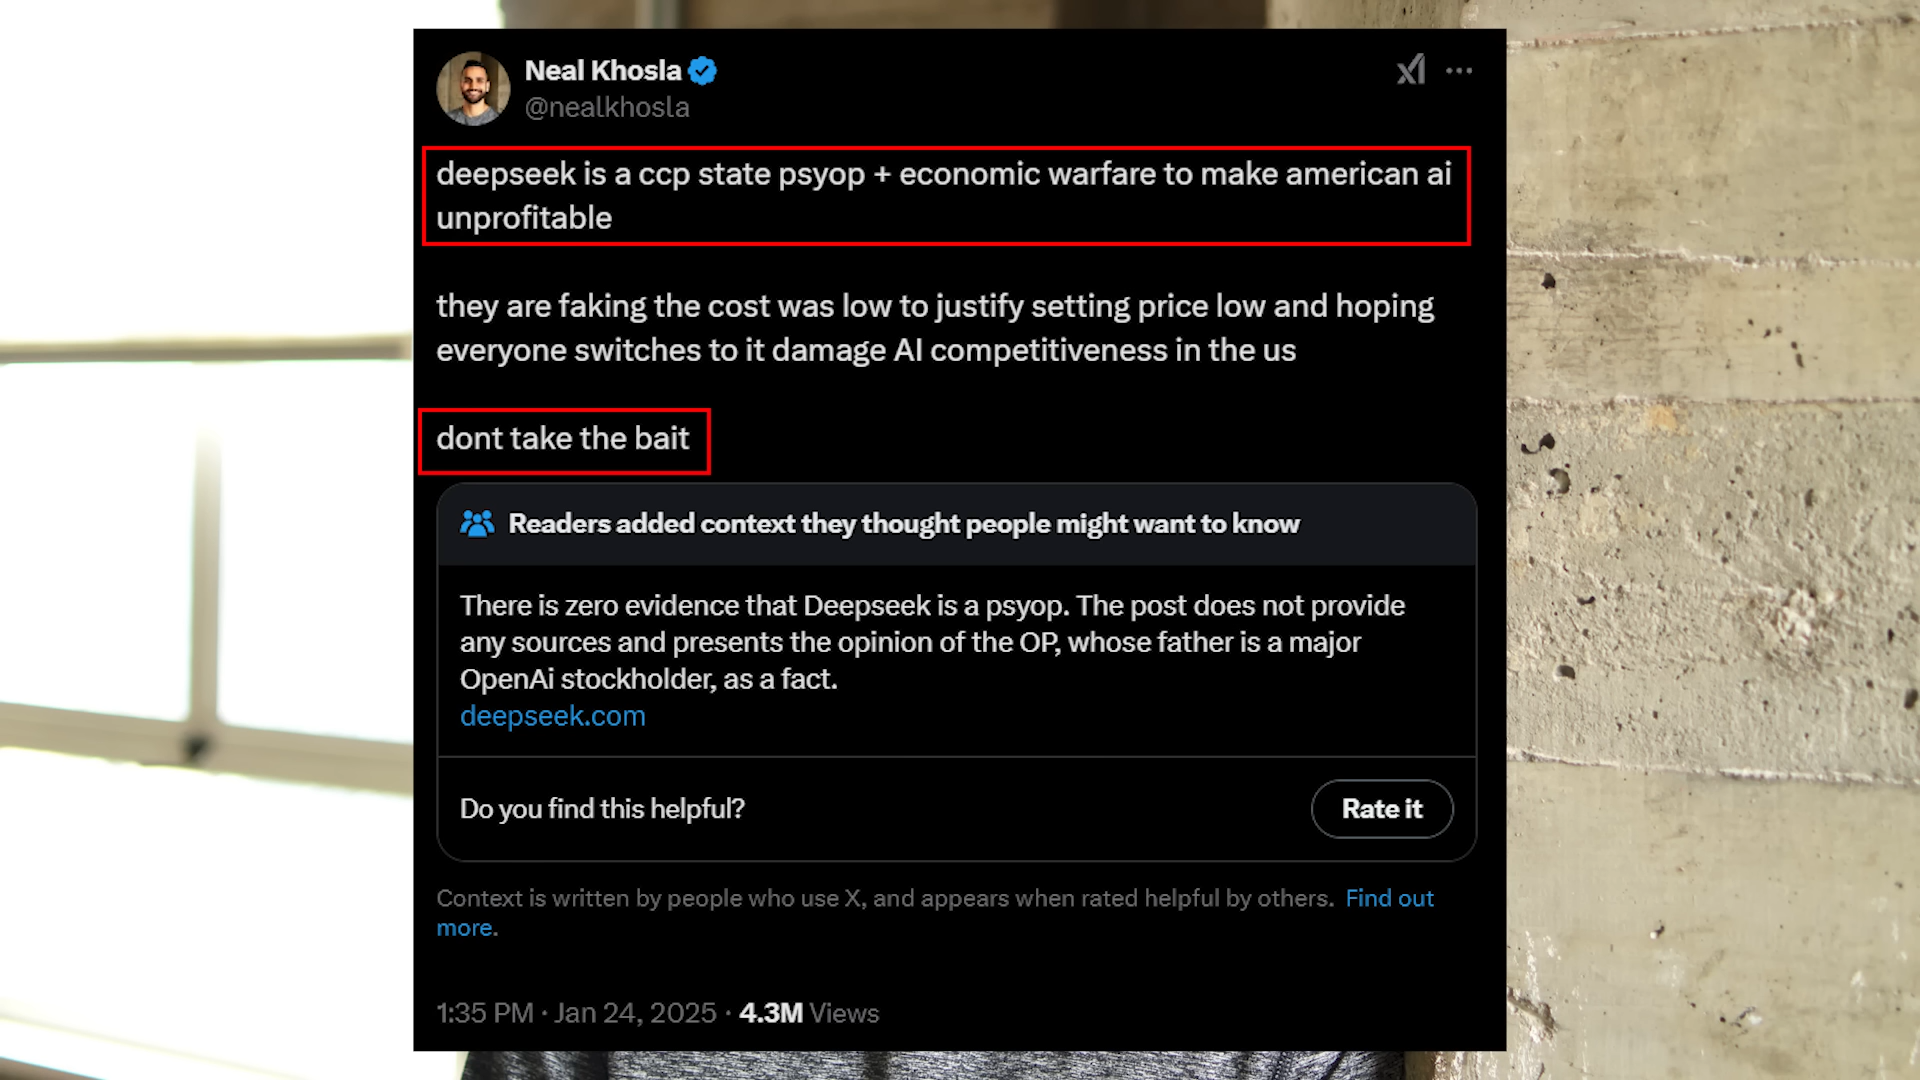 Neal Khosla
@nealkhosla
deepseek is a ccp state psyop + economic warfare to make american ai
unprofitable
they are faking the cost was low to justify setting price low and hoping
everyone switches to it damage AI competitiveness in the us
dont take the bait
Readers added context they thought people might want to know
There is zero evidence that Deepseek is a psyop. The post does not provide
any sources and presents the opinion of the OP, whose father is a major
OpenAi stockholder, as a fact.
deepseek.com
Do you find this helpful?
Rate it
Context is written by people who use X, and appears when rated helpful by others. Find out
more.
1:35 PM · Jan 24, 2025 · 4.3M Views